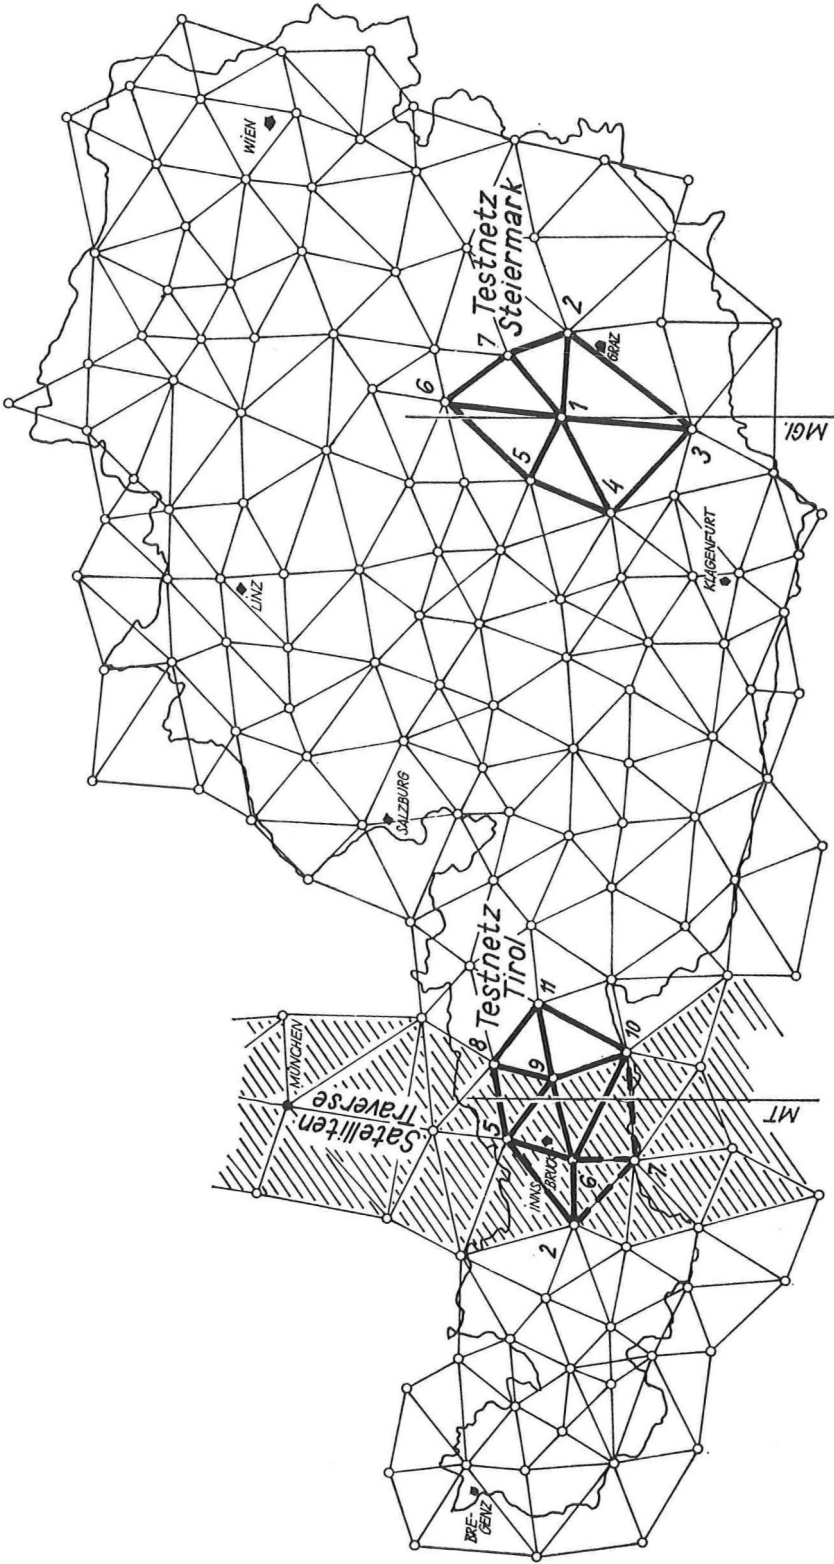 WIEN
LINZ
SALZBURG
MÜNCHEN
Satelliten
Traverse
Testnetz
Steiermark
Testnetz
Tirol
GRAZ
KLAGENFURT
INNS
BRUCK
BRE-
GENZ
MGl.
MT
1
2
3
4
5
6
7
2
5
6
7
8
9
10
11